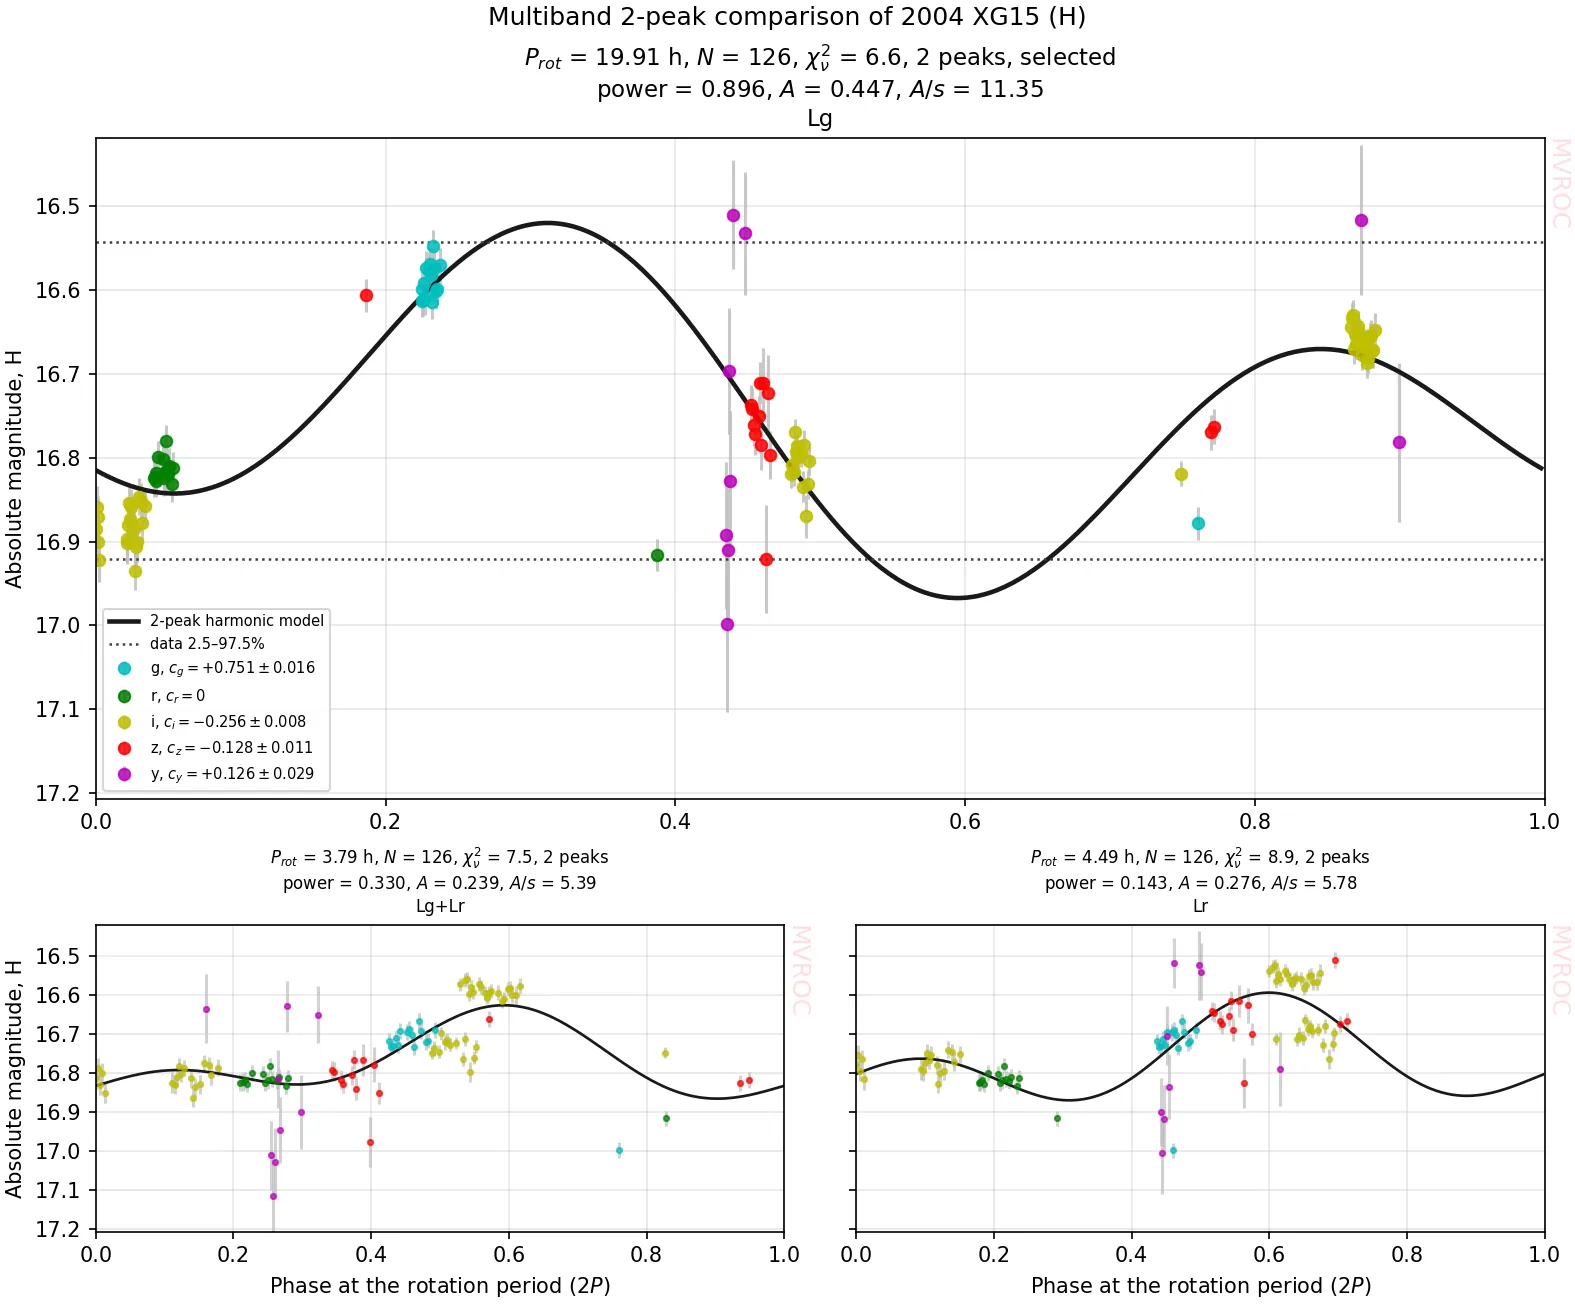 Multiband 2-peak comparison of 2004 XG15 (H)
P_rot = 19.91 h, N = 126, χ²_ν = 6.6, 2 peaks, selected
power = 0.896, A = 0.447, A/s = 11.35
Lg
MVROC
Absolute magnitude, H
16.5
16.6
16.7
16.8
16.9
17.0
17.1
17.2
2-peak harmonic model
data 2.5–97.5%
g, c_g = +0.751 ± 0.016
r, c_r = 0
i, c_i = −0.256 ± 0.008
z, c_z = −0.128 ± 0.011
y, c_y = +0.126 ± 0.029
0.0 0.2 0.4 0.6 0.8 1.0
P_rot = 3.79 h, N = 126, χ²_ν = 7.5, 2 peaks
power = 0.330, A = 0.239, A/s = 5.39
Lg+Lr
MVROC
Absolute magnitude, H
16.5
16.6
16.7
16.8
16.9
17.0
17.1
17.2
0.0 0.2 0.4 0.6 0.8 1.0
Phase at the rotation period (2P)
P_rot = 4.49 h, N = 126, χ²_ν = 8.9, 2 peaks
power = 0.143, A = 0.276, A/s = 5.78
Lr
MVROC
0.0 0.2 0.4 0.6 0.8 1.0
Phase at the rotation period (2P)